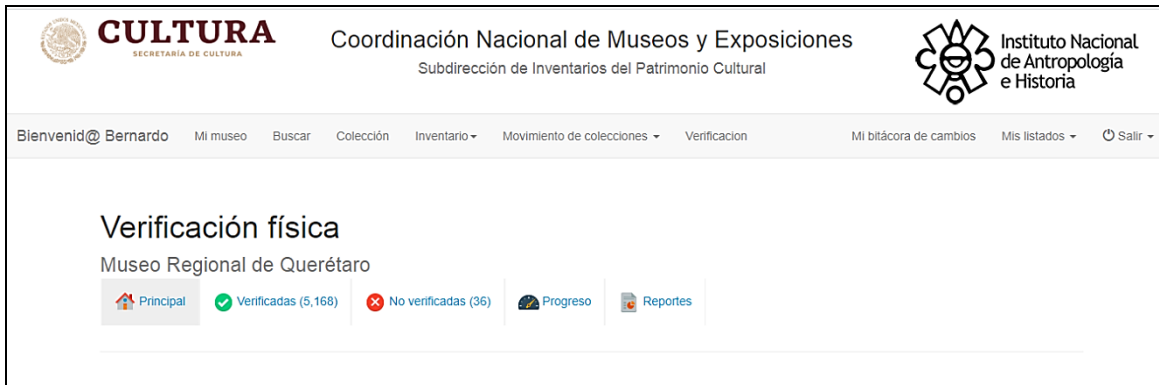 CULTURA
SECRETARÍA DE CULTURA
Coordinación Nacional de Museos y Exposiciones
Subdirección de Inventarios del Patrimonio Cultural
Instituto Nacional
de Antropología
e Historia
Bienvenid@ Bernardo Mi museo Buscar Colección Inventario Movimiento de colecciones Verificacion Mi bitácora de cambios Mis listados Salir
Verificación física
Museo Regional de Querétaro
Principal Verificadas (5,168) No verificadas (36) Progreso Reportes